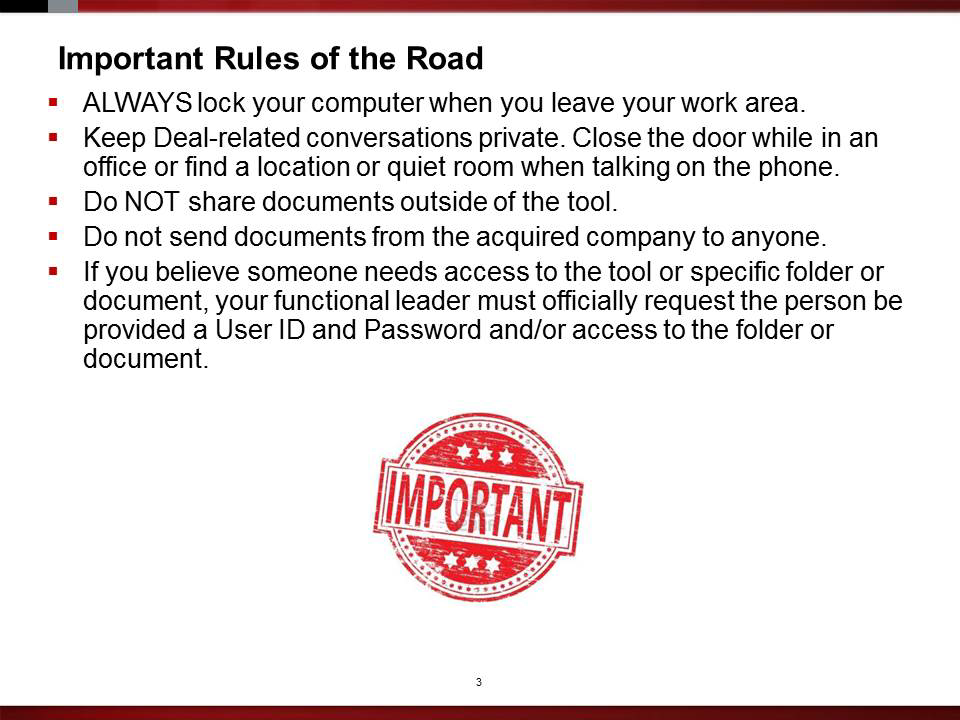 Important Rules of the Road
ALWAYS lock your computer when you leave your work area.
Keep Deal-related conversations private. Close the door while in an
office or find a location or quiet room when talking on the phone.
Do NOT share documents outside of the tool.
Do not send documents from the acquired company to anyone.
If you believe someone needs access to the tool or specific folder or
document, your functional leader must officially request the person be
provided a User ID and Password and/or access to the folder or
document.
IMPORTANT
3